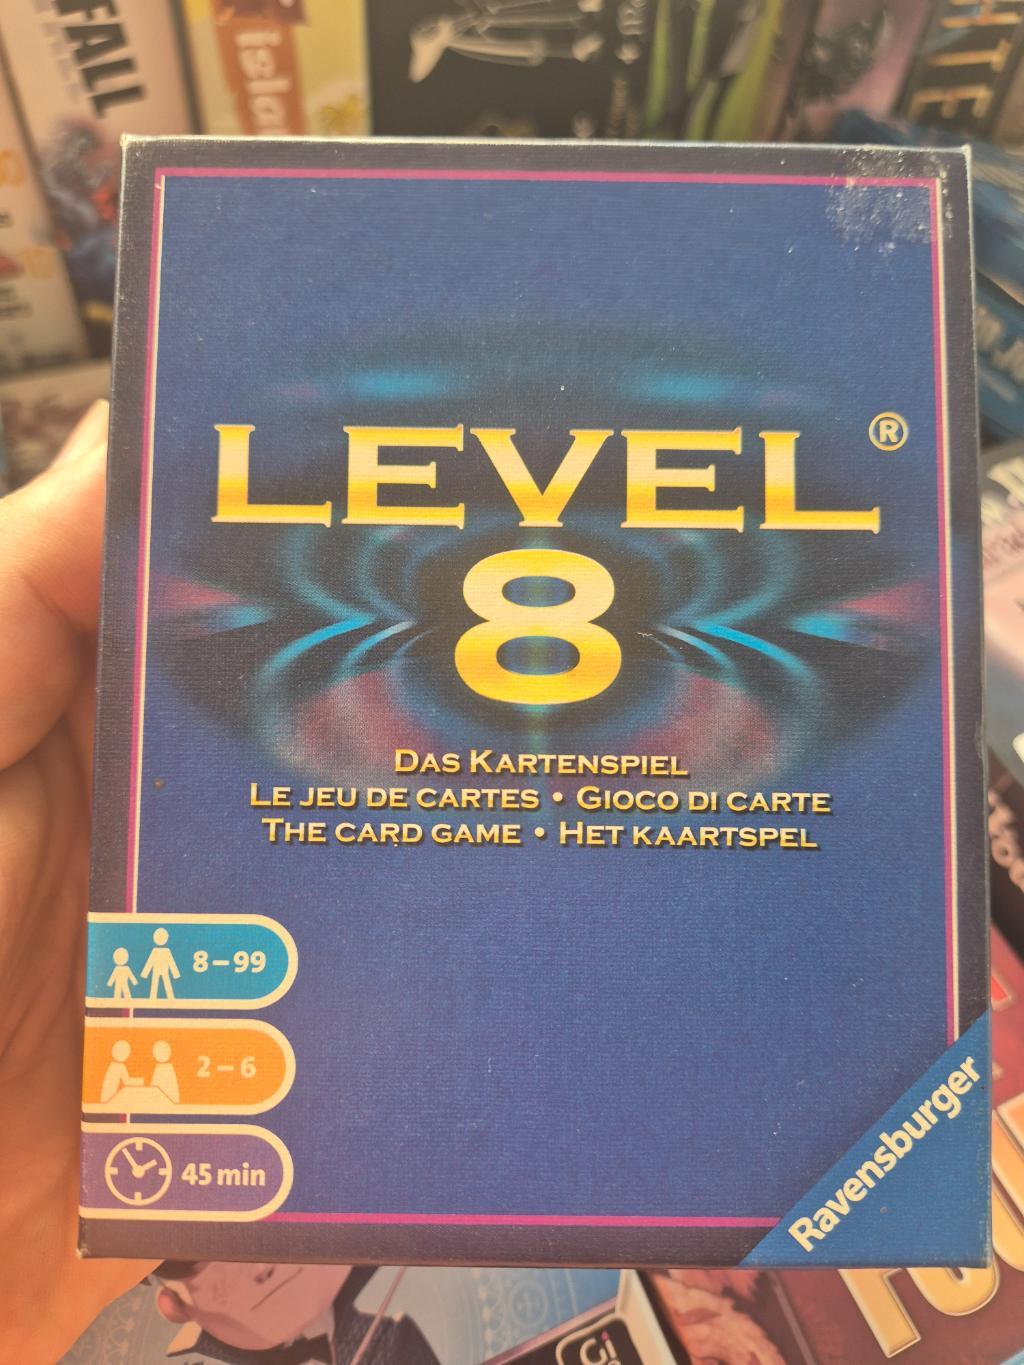 FALL
LEVEL®
8
DAS KARTENSPIEL
LE JEU DE CARTES • GIOCO DI CARTE
THE CARD GAME • HET KAARTSPEL
8-99
2-6
45 min
Ravensburger